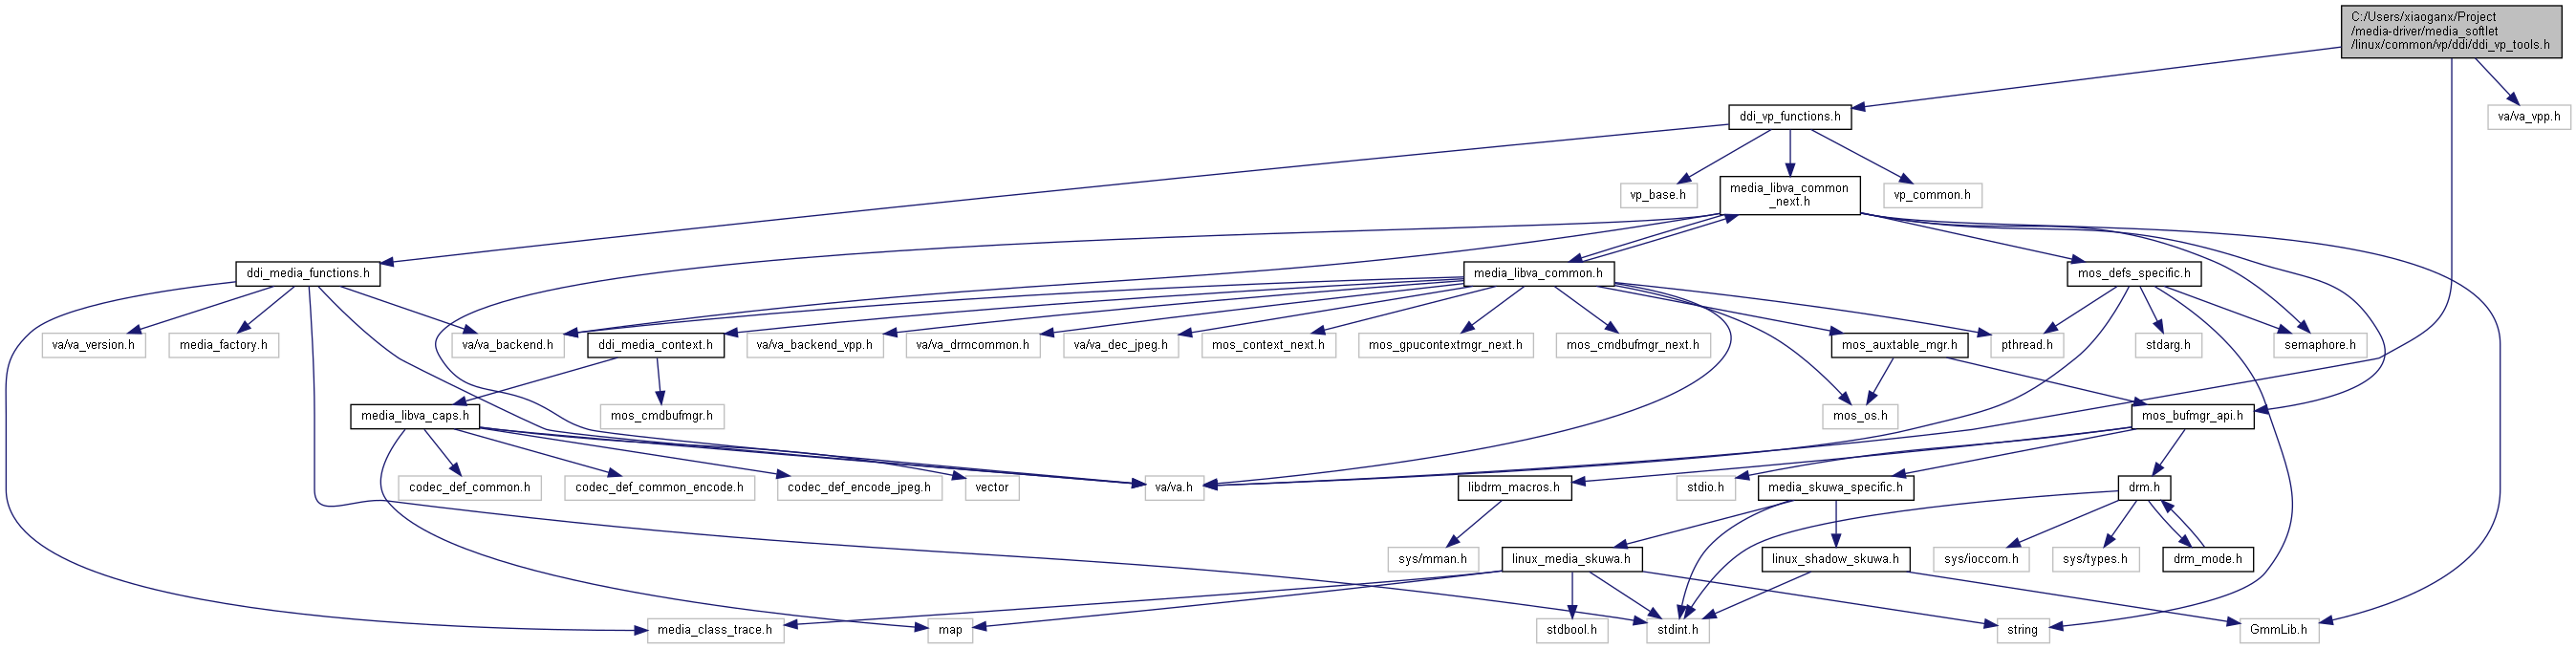 C:/Users/xiaoganx/Project
/media-driver/media_softlet
/linux/common/vp/ddi/ddi_vp_tools.h
ddi_vp_functions.h
va/va_vpp.h
vp_base.h
media_libva_common
_next.h
vp_common.h
ddi_media_functions.h
media_libva_common.h
mos_defs_specific.h
va/va_version.h
media_factory.h
va/va_backend.h
ddi_media_context.h
va/va_backend_vpp.h
va/va_drmcommon.h
va/va_dec_jpeg.h
mos_context_next.h
mos_gpucontextmgr_next.h
mos_cmdbufmgr_next.h
mos_auxtable_mgr.h
pthread.h
stdarg.h
semaphore.h
media_libva_caps.h
mos_cmdbufmgr.h
mos_os.h
mos_bufmgr_api.h
codec_def_common.h
codec_def_common_encode.h
codec_def_encode_jpeg.h
vector
va/va.h
libdrm_macros.h
stdio.h
media_skuwa_specific.h
drm.h
sys/mman.h
linux_media_skuwa.h
linux_shadow_skuwa.h
sys/ioccom.h
sys/types.h
drm_mode.h
media_class_trace.h
map
stdbool.h
stdint.h
string
GmmLib.h